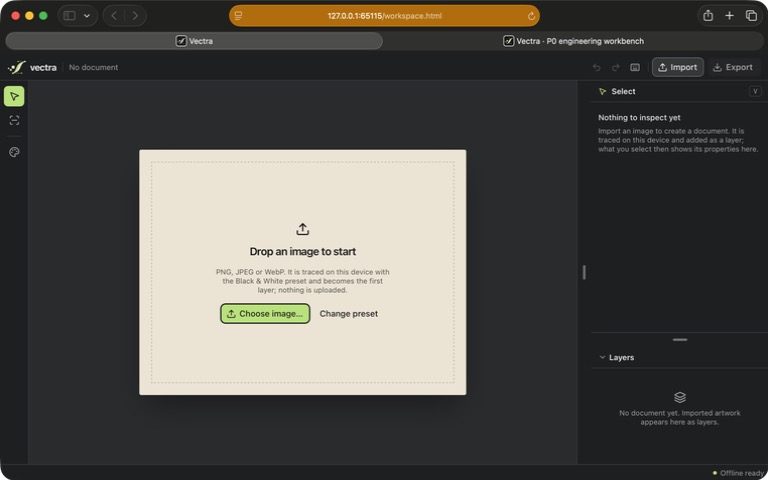 127.0.0.1:65115/workspace.html
Vectra
Vectra · P0 engineering workbench
vectra
No document
Import
Export
Select
V
Nothing to inspect yet
Import an image to create a document. It is
traced on this device and added as a layer;
what you select then shows its properties here.
Drop an image to start
PNG, JPEG or WebP. It is traced on this device with
the Black & White preset and becomes the first
layer; nothing is uploaded.
Choose image...
Change preset
Layers
No document yet. Imported artwork
appears here as layers.
Offline ready